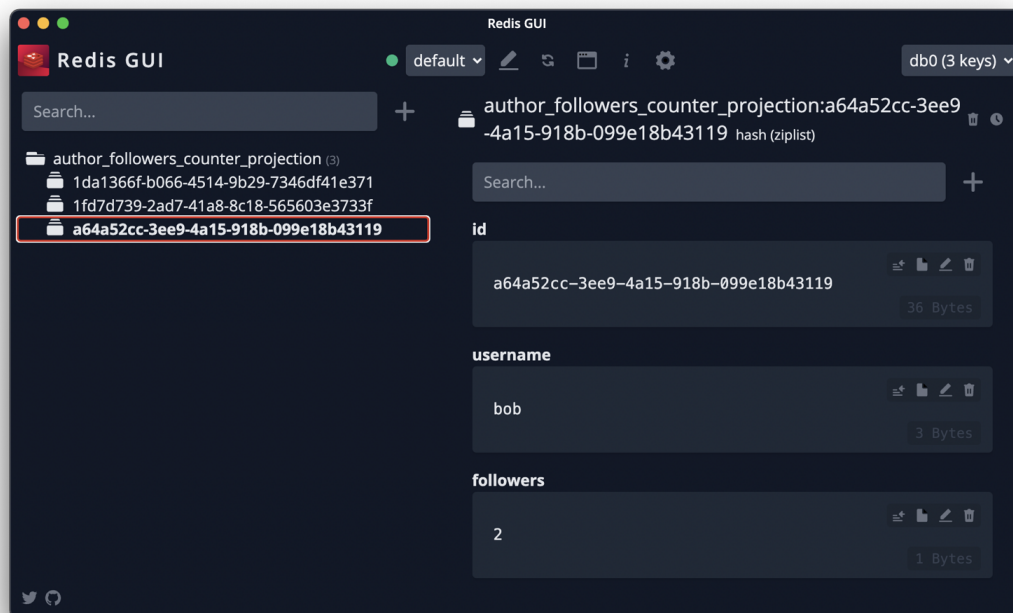 Redis GUI
Redis GUI
default
i
db0 (3 keys)
Search...
author_followers_counter_projection (3)
1da1366f-b066-4514-9b29-7346df41e371
1fd7d739-2ad7-41a8-8c18-565603e3733f
a64a52cc-3ee9-4a15-918b-099e18b43119
author_followers_counter_projection:a64a52cc-3ee9
-4a15-918b-099e18b43119 hash (ziplist)
Search...
id
a64a52cc-3ee9-4a15-918b-099e18b43119
36 Bytes
username
bob
3 Bytes
followers
2
1 Bytes